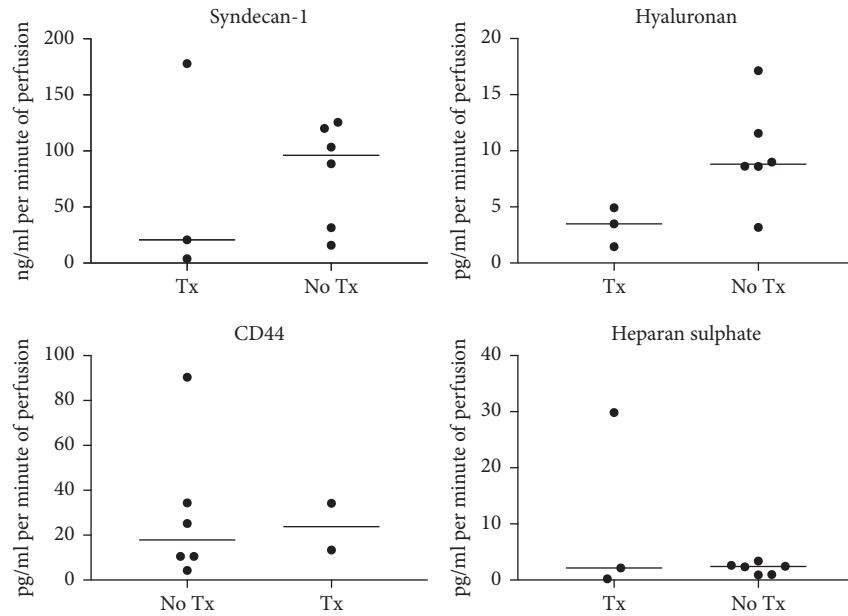 Syndecan-1
ng/ml per minute of perfusion
200
150
100
50
0
Tx No Tx
Hyaluronan
pg/ml per minute of perfusion
20
15
10
5
0
Tx No Tx
CD44
pg/ml per minute of perfusion
100
80
60
40
20
0
No Tx Tx
Heparan sulphate
pg/ml per minute of perfusion
40
30
20
10
0
Tx No Tx